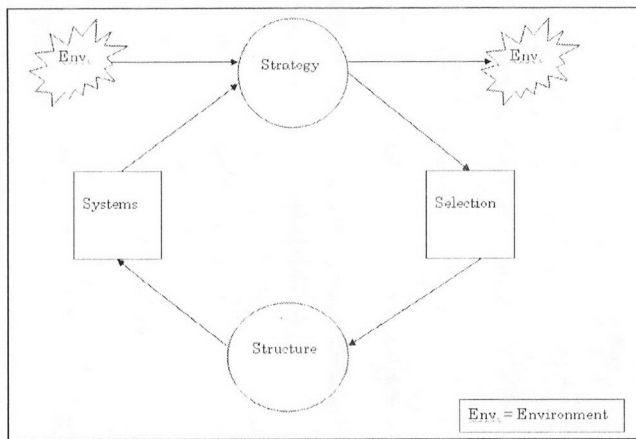 Env.
Strategy
Env.
Systems
Selection
Structure
Env. = Environment